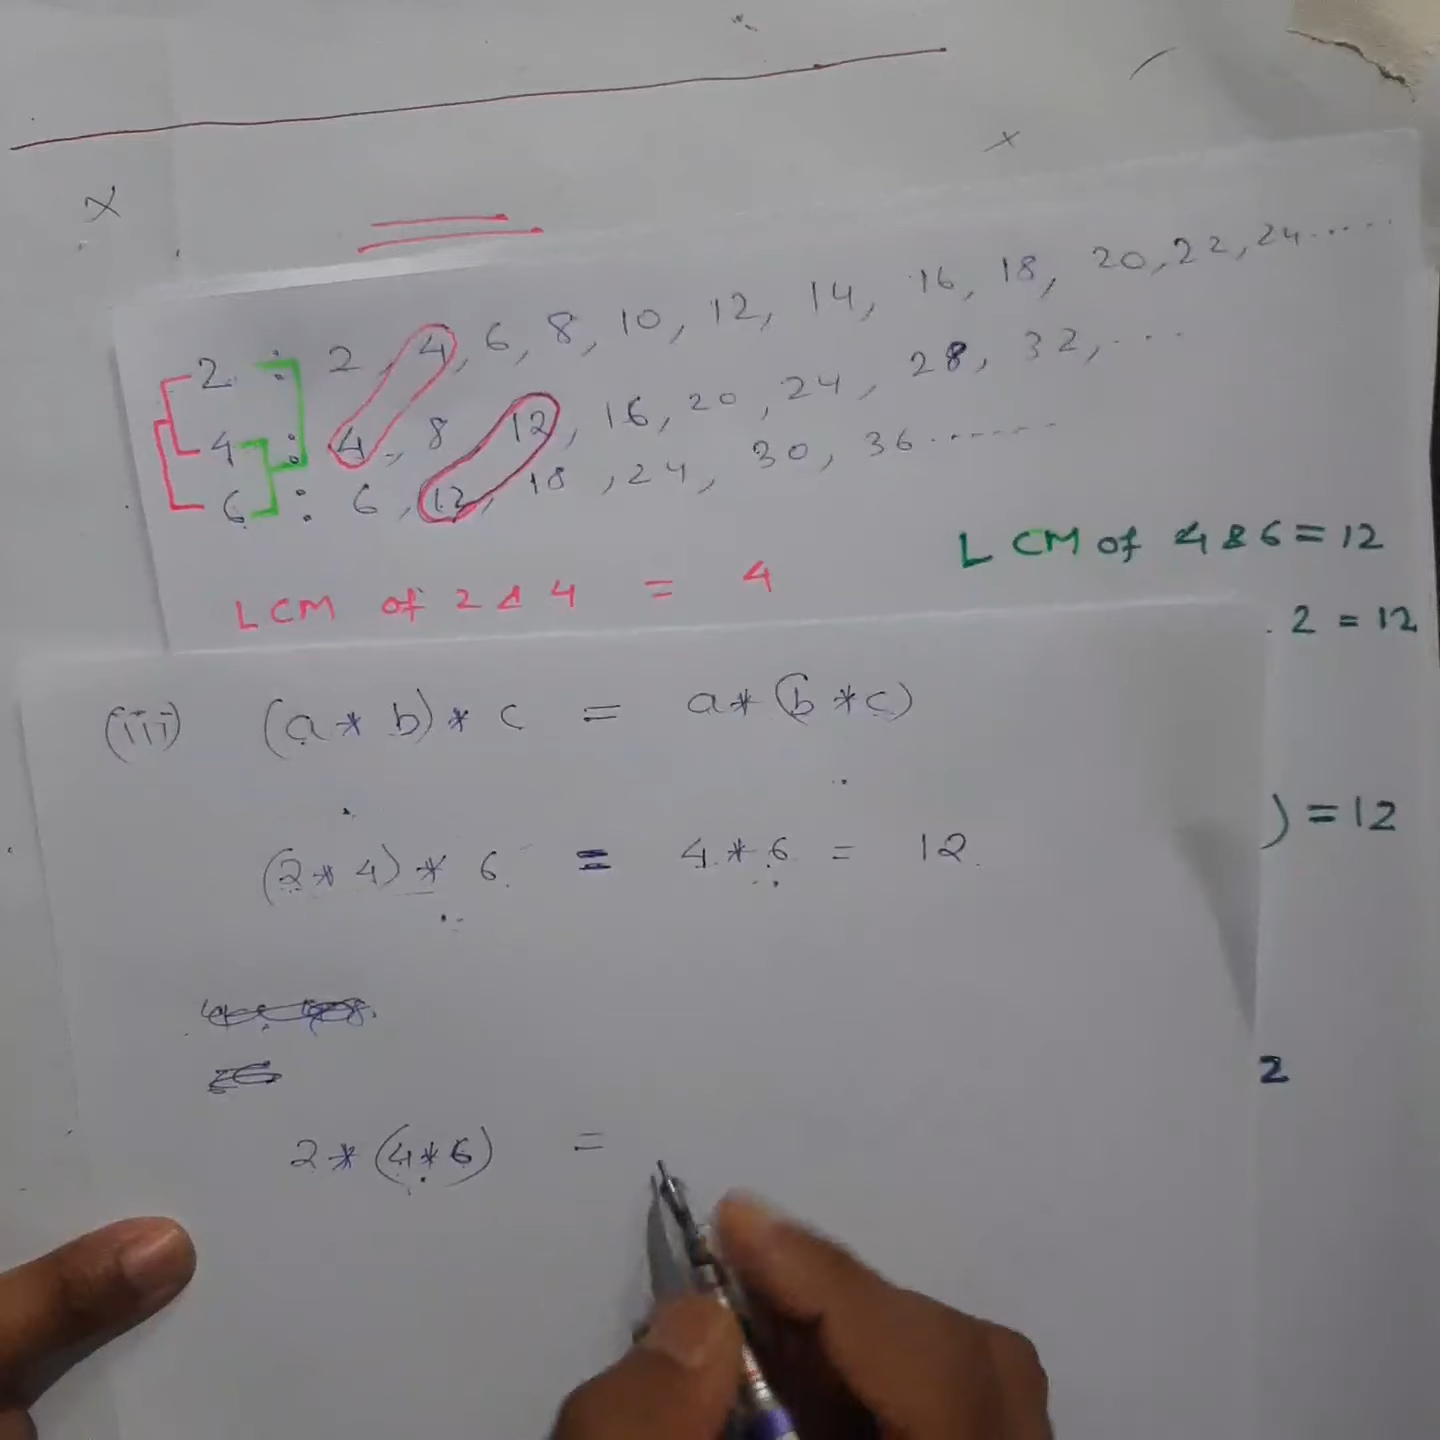 2 : 2, 4, 6, 8, 10, 12, 14, 16, 18, 20, 22, 24.....
4 : 4, 8 12, 16, 20, 24, 28, 32, ...
6 : 6, 12, 18, 24, 30, 36.......
LCM of 2 & 4 = 4
LCM of 4 & 6 = 12
2 = 12
(iii) (a * b) * c = a * (b * c)
) = 12
(2 * 4) * 6 = 4 * 6 = 12
2
2 * (4 * 6) =